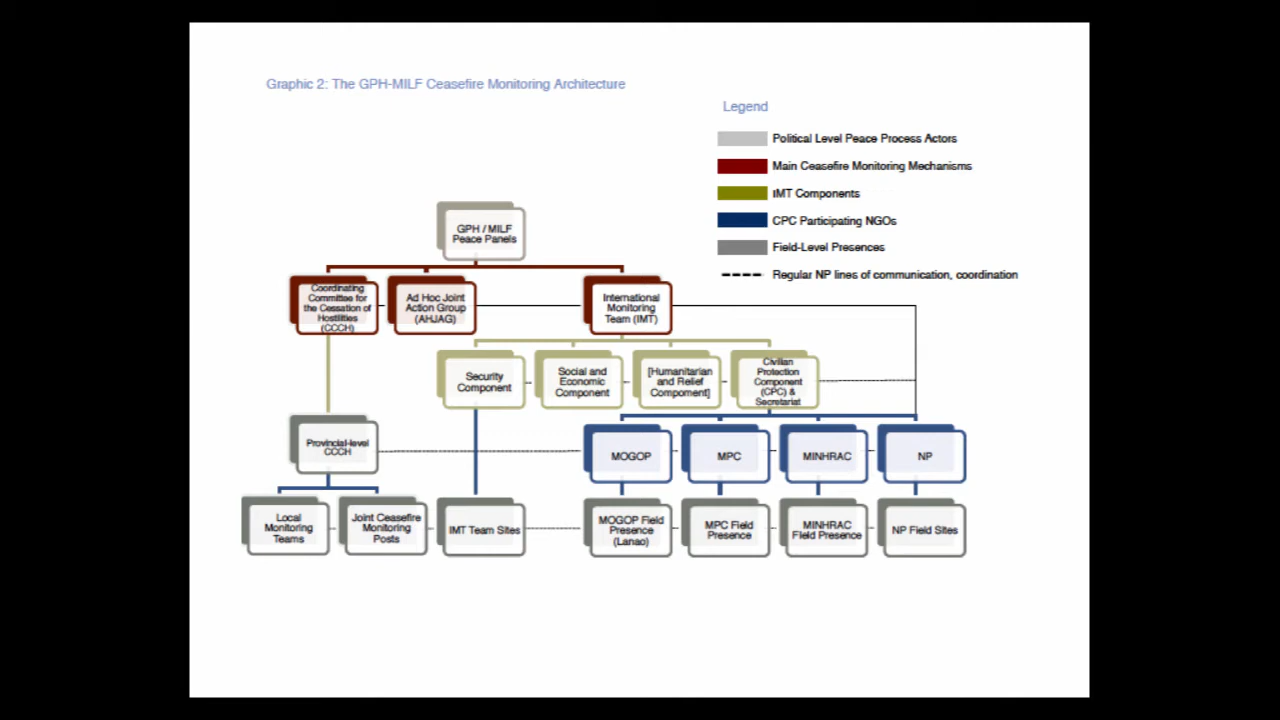 Graphic 2: The GPH-MILF Ceasefire Monitoring Architecture
Legend
Political Level Peace Process Actors
Main Ceasefire Monitoring Mechanisms
IMT Components
CPC Participating NGOs
Field-Level Presences
Regular NP lines of communication, coordination
GPH / MILF
Peace Panels
Coordinating
Committee for
the Cessation of
Hostilities
(CCCH)
Ad Hoc Joint
Action Group
(AHJAG)
International
Monitoring
Team (IMT)
Security
Component
Social and
Economic
Component
[Humanitarian
and Relief
Compoment]
Civilian
Protection
Component
(CPC) &
Secretariat
Provincial-level
CCCH
MOGOP
MPC
MINHRAC
NP
Local
Monitoring
Teams
Joint Ceasefire
Monitoring
Posts
IMT Team Sites
MOGOP Field
Presence
(Lanao)
MPC Field
Presence
MINHRAC
Field Presence
NP Field Sites